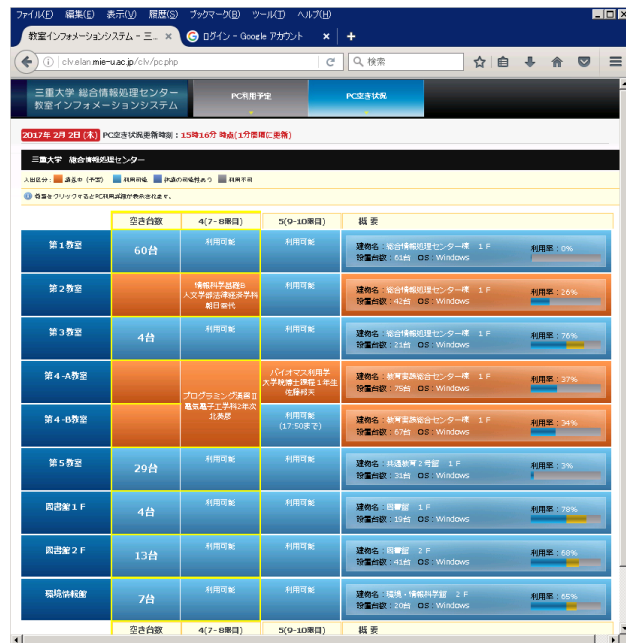 ファイル(F) 編集(E) 表示(V) 履歴(S) ブックマーク(B) ツール(T) ヘルプ(H)
教室インフォメーションシステム - 三... × ログイン - Google アカウント × +
clvelan.mie-u.ac.jp/clv/pc.php 検索
三重大学 総合情報処理センター
教室インフォメーションシステム
PC利用予定 PC空き状況
2017年 2月 2日 (木) PC空き状況更新時刻 : 15時16分 時点(1分間隔に更新)
三重大学 総合情報処理センター
利用可能 利用不可
教室をクリックするとPC利用詳細が表示されます。
空き台数 4(7-8限目) 5(9-10限目) 概要
第1教室 60台 利用可能 利用可能
建物名 : 総合情報処理センター棟 1F 利用率 : 0%
設置台数 : 61台 OS : Windows
第2教室 情報科学基礎B
人文学部法律経済学科
利用可能
建物名 : 総合情報処理センター棟 1F 利用率 : 26%
設置台数 : 42台 OS : Windows
第3教室 4台 利用可能 利用可能
建物名 : 総合情報処理センター棟 1F 利用率 : 76%
設置台数 : 21台 OS : Windows
第4-A教室 プログラミング演習II
電気電子工学科2年次
北英彦
バイオマス利用学
大学院博士課程1年生
佐藤邦夫
建物名 : 教育実践総合センター棟 1F 利用率 : 37%
設置台数 : 75台 OS : Windows
第4-B教室 利用可能
(17:50まで)
建物名 : 教育実践総合センター棟 1F 利用率 : 34%
設置台数 : 67台 OS : Windows
第5教室 29台 利用可能 利用可能
建物名 : 共通教育2号館 1F 利用率 : 3%
設置台数 : 31台 OS : Windows
図書館1F 4台 利用可能 利用可能
建物名 : 図書館 1F 利用率 : 78%
設置台数 : 19台 OS : Windows
図書館2F 13台 利用可能 利用可能
建物名 : 図書館 2F 利用率 : 68%
設置台数 : 41台 OS : Windows
環境情報館 7台 利用可能 利用可能
建物名 : 環境・情報科学館 2F 利用率 : 65%
設置台数 : 20台 OS : Windows
空き台数 4(7-8限目) 5(9-10限目) 概要